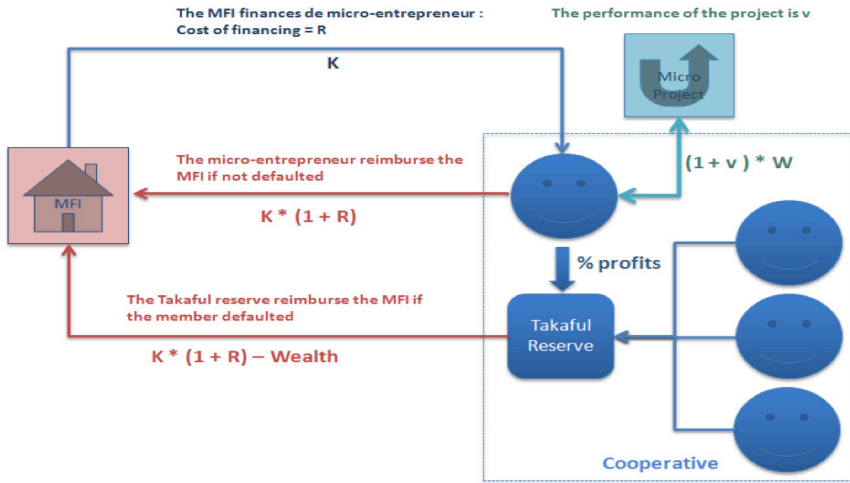 The MFI finances de micro-entrepreneur :
Cost of financing = R
K
The performance of the project is v
Micro
Project
(1+ v ) * W
MFI
The micro-entrepreneur reimburse the
MFI if not defaulted
K * (1 + R)
% profits
The Takaful reserve reimburse the MFI if
the member defaulted
K * (1 + R) – Wealth
Takaful
Reserve
Cooperative